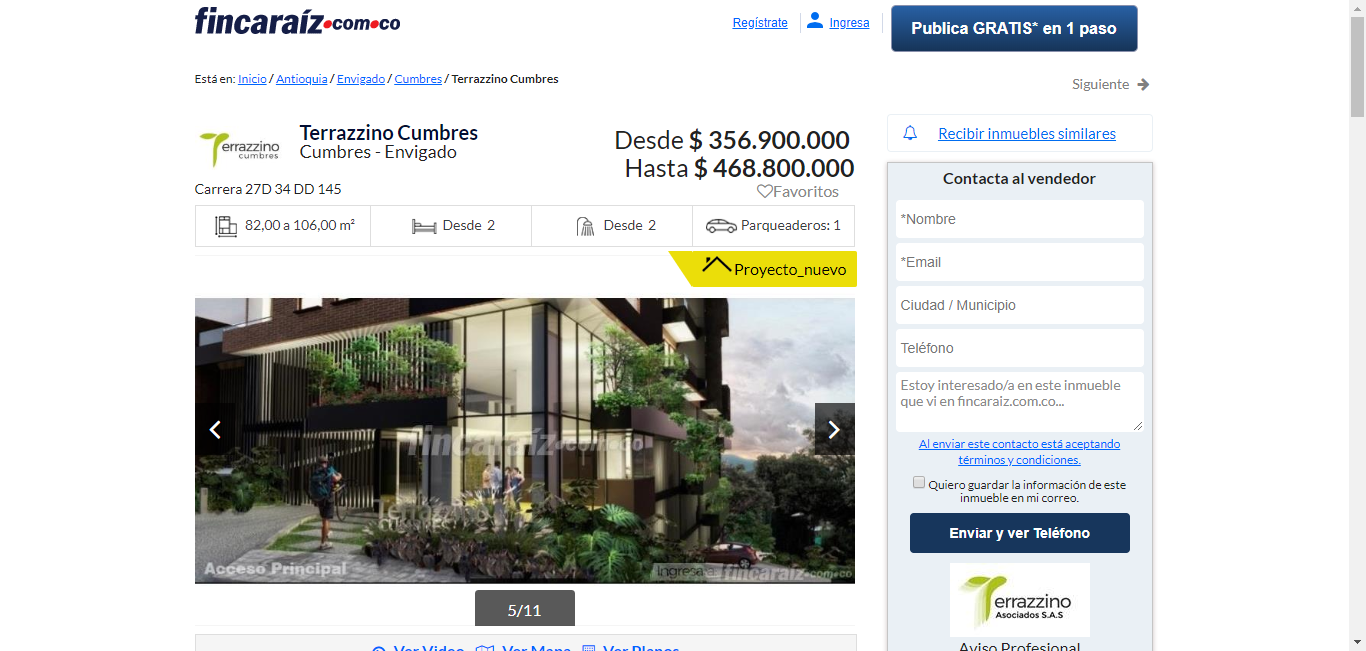 fincaraíz.com.co
Regístrate
Ingresa
Publica GRATIS* en 1 paso
Está en: Inicio / Antioquia / Envigado / Cumbres / Terrazzino Cumbres
Siguiente
Terrazzino
cumbres
Terrazzino Cumbres
Cumbres - Envigado
Desde $ 356.900.000
Hasta $ 468.800.000
Favoritos
Carrera 27D 34 DD 145
82,00 a 106,00 m²
Desde 2
Desde 2
Parqueaderos: 1
Proyecto_nuevo
fincaraíz.com.co
Acceso Principal
Ingresa a fincaraíz.com.co
5/11
Ver Video
Ver Mapa
Ver Planos
Recibir inmuebles similares
Contacta al vendedor
*Nombre
*Email
Ciudad / Municipio
Teléfono
Estoy interesado/a en este inmueble
que vi en fincaraiz.com.co...
Al enviar este contacto está aceptando
términos y condiciones.
Quiero guardar la información de este
inmueble en mi correo.
Enviar y ver Teléfono
Terrazzino
Asociados S.A.S
Aviso Profesional